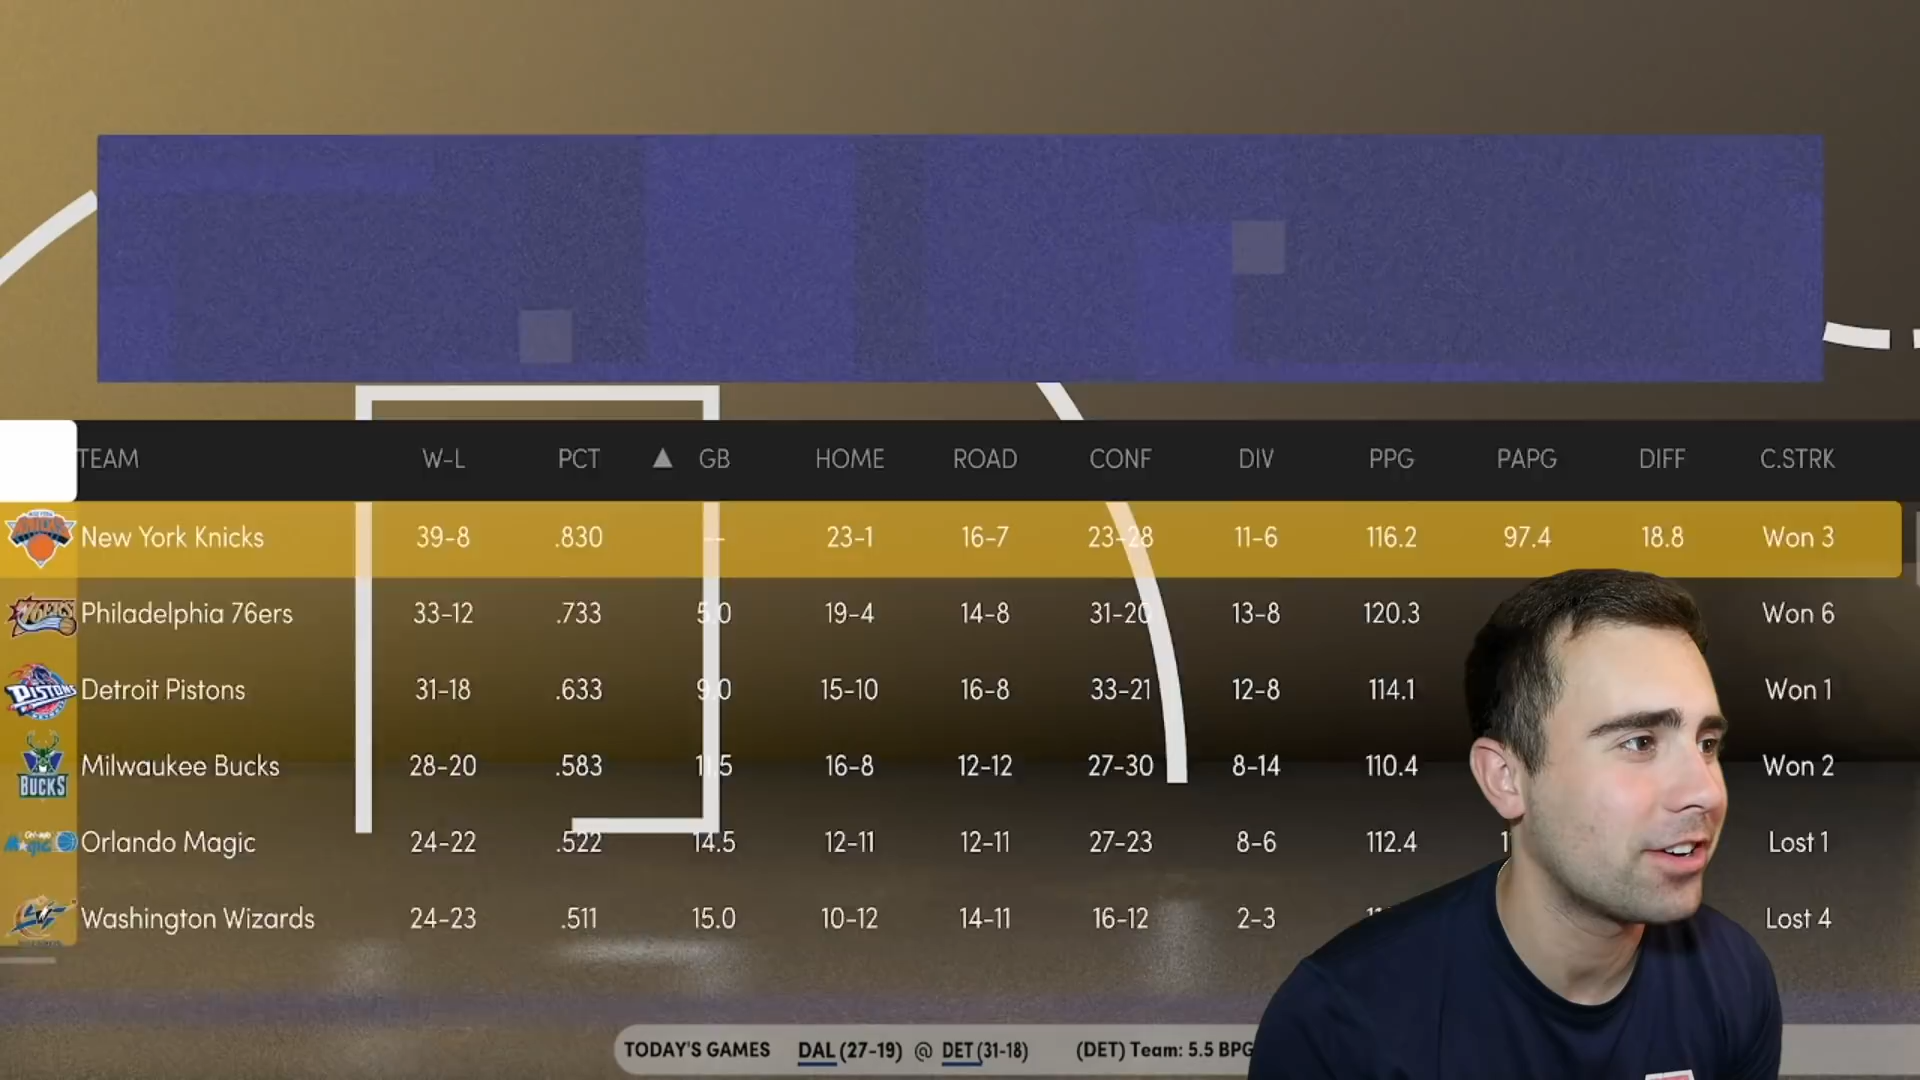 TEAM W-L PCT ▲ GB HOME ROAD CONF DIV PPG PAPG DIFF C.STRK
New York Knicks 39-8 .830 -- 23-1 16-7 23-28 11-6 116.2 97.4 18.8 Won 3
Philadelphia 76ers 33-12 .733 5.0 19-4 14-8 31-20 13-8 120.3 Won 6
Detroit Pistons 31-18 .633 9.0 15-10 16-8 33-21 12-8 114.1 Won 1
Milwaukee Bucks 28-20 .583 11.5 16-8 12-12 27-30 8-14 110.4 Won 2
Orlando Magic 24-22 .522 14.5 12-11 12-11 27-23 8-6 112.4 Lost 1
Washington Wizards 24-23 .511 15.0 10-12 14-11 16-12 2-3 Lost 4
TODAY'S GAMES DAL (27-19) @ DET (31-18) (DET) Team: 5.5 BPG